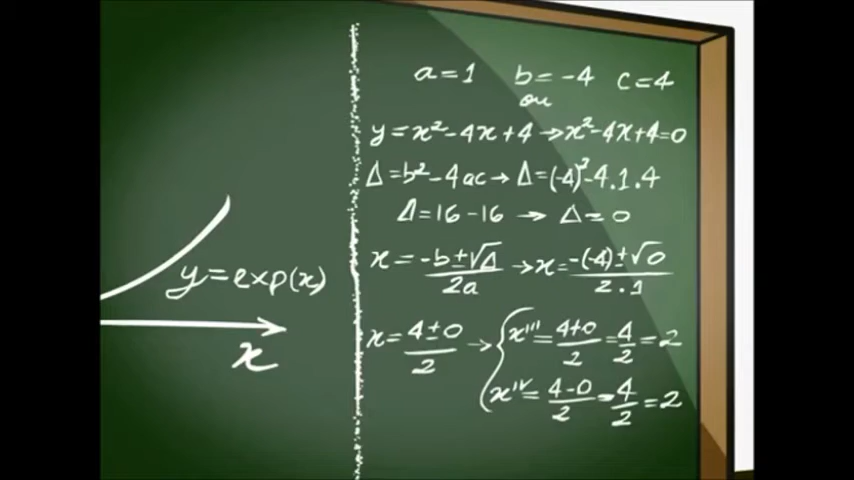 y=exp(x)
x
a=1 b=-4 c=4
ou
y=x²-4x+4→x²-4x+4=0
Δ=b²-4ac→Δ=(-4)²-4.1.4
Δ=16-16→Δ=0
x=-b±√Δ/2a→x=-(-4)±√0/2.1
x=4±0/2→{x'''=4+0/2=4/2=2
x''''=4-0/2=4/2=2